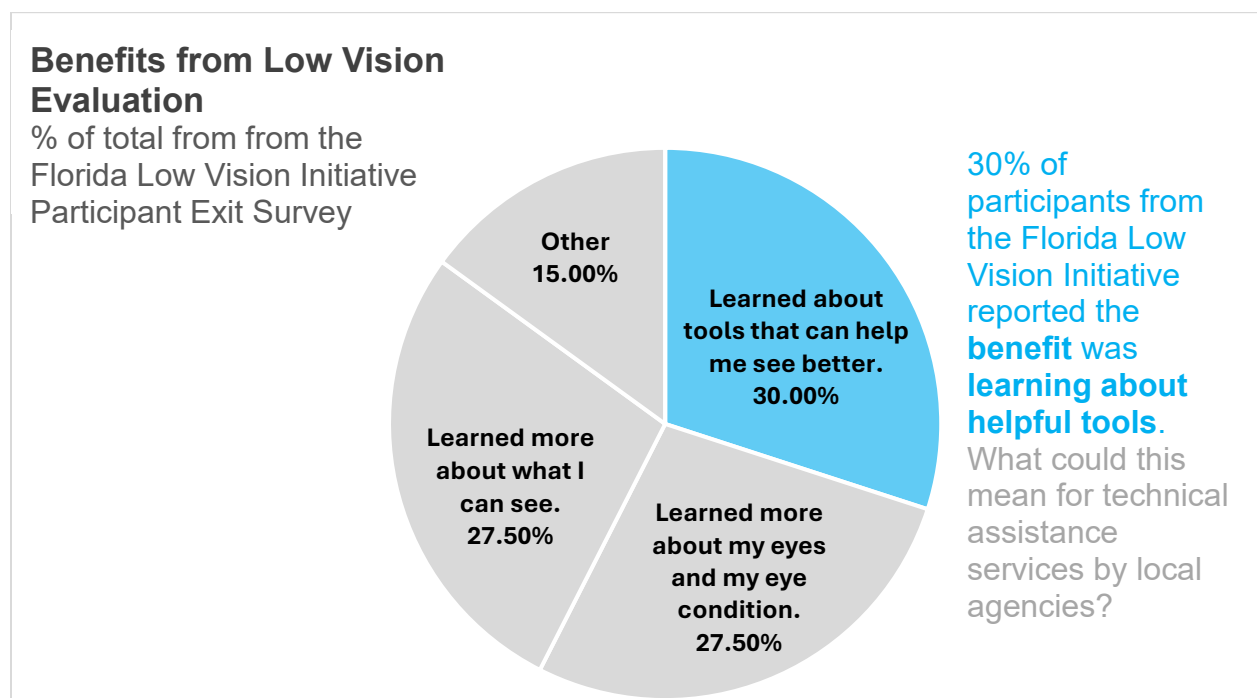 Benefits from Low Vision
Evaluation
% of total from from the
Florida Low Vision Initiative
Participant Exit Survey
Other
15.00%
Learned about
tools that can help
me see better.
30.00%
Learned more
about what I
can see.
27.50%
Learned more
about my eyes
and my eye
condition.
27.50%
30% of
participants from
the Florida Low
Vision Initiative
reported the
benefit was
learning about
helpful tools.
What could this
mean for technical
assistance
services by local
agencies?